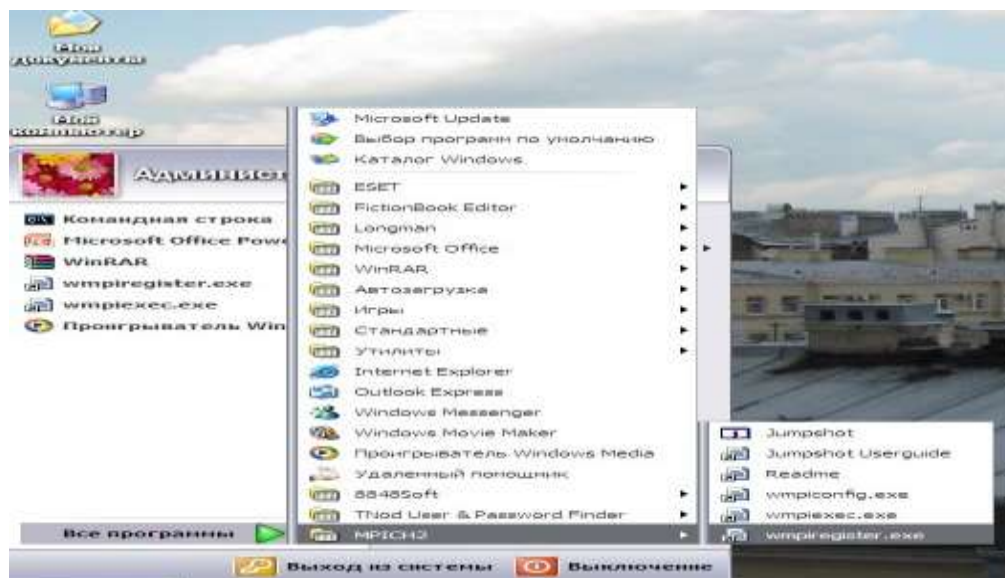 Мои
документы
Мой
компьютер
Админист
Командная строка
Microsoft Office Powe
WinRAR
wmpiregister.exe
wmpiexec.exe
Проигрыватель Win
Все программы
Microsoft Update
Выбор программ по умолчанию
Каталог Windows
ESET
FictionBook Editor
Longman
Microsoft Office
WinRAR
Автозагрузка
Игры
Стандартные
Утилиты
Internet Explorer
Outlook Express
Windows Messenger
Windows Movie Maker
Проигрыватель Windows Media
Удаленный помощник
8848Soft
TNod User & Password Finder
MPICH2
Jumpshot
Jumpshot Userguide
Readme
wmpiconfig.exe
wmpiexec.exe
wmpiregister.exe
Выход из системы
Выключение